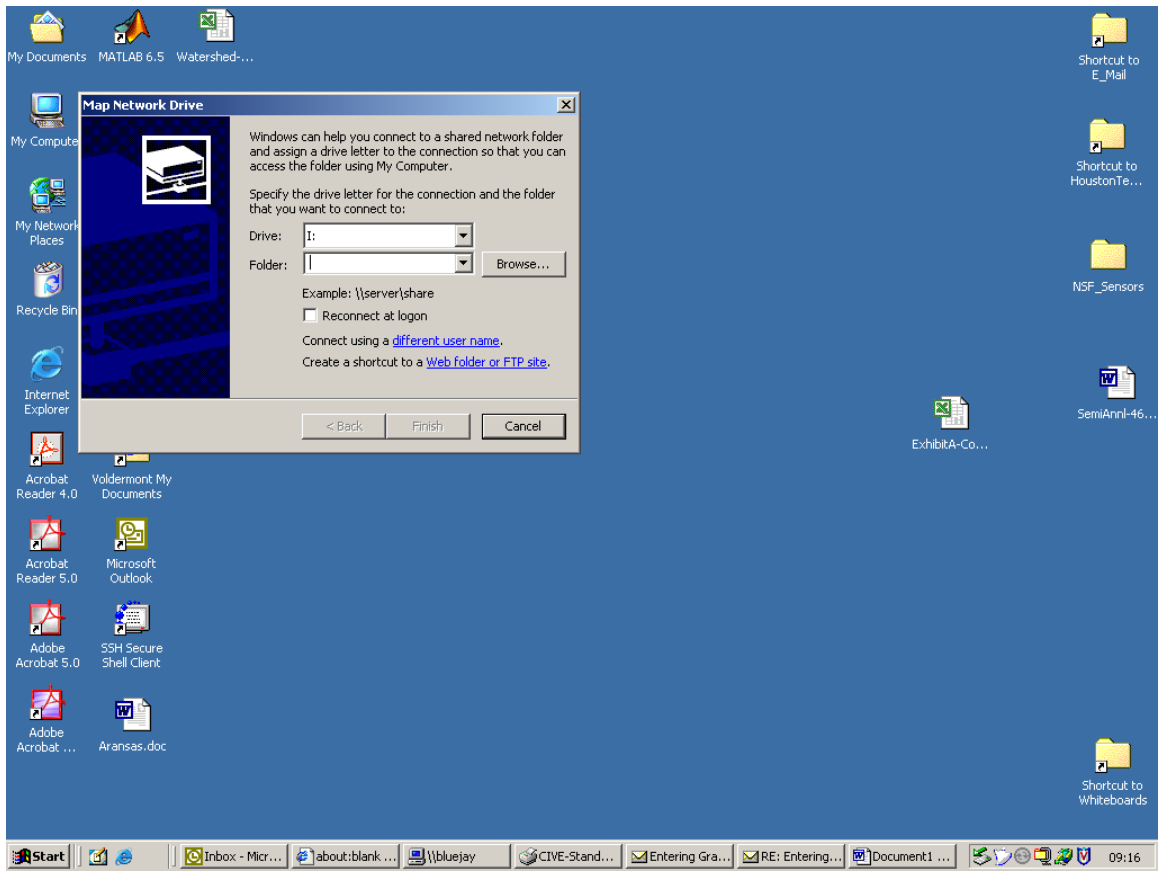 My Documents
MATLAB 6.5
Watershed-...
Shortcut to
E_Mail
Map Network Drive
My Compute
Windows can help you connect to a shared network folder
and assign a drive letter to the connection so that you can
access the folder using My Computer.
Shortcut to
HoustonTe...
Specify the drive letter for the connection and the folder
that you want to connect to:
My Network
Places
Drive:
I:
Folder:
Browse...
Example: \\server\share
NSF_Sensors
Recycle Bin
Reconnect at logon
Connect using a different user name.
Create a shortcut to a Web folder or FTP site.
Internet
Explorer
SemiAnnl-46...
< Back
Finish
Cancel
ExhibitA-Co...
Acrobat
Reader 4.0
Voldermont My
Documents
Acrobat
Reader 5.0
Microsoft
Outlook
Adobe
Acrobat 5.0
SSH Secure
Shell Client
Adobe
Acrobat ...
Aransas.doc
Shortcut to
Whiteboards
Start
Inbox - Micr...
about:blank ...
\\bluejay
CIVE-Stand...
Entering Gra...
RE: Entering...
Document1 ...
09:16